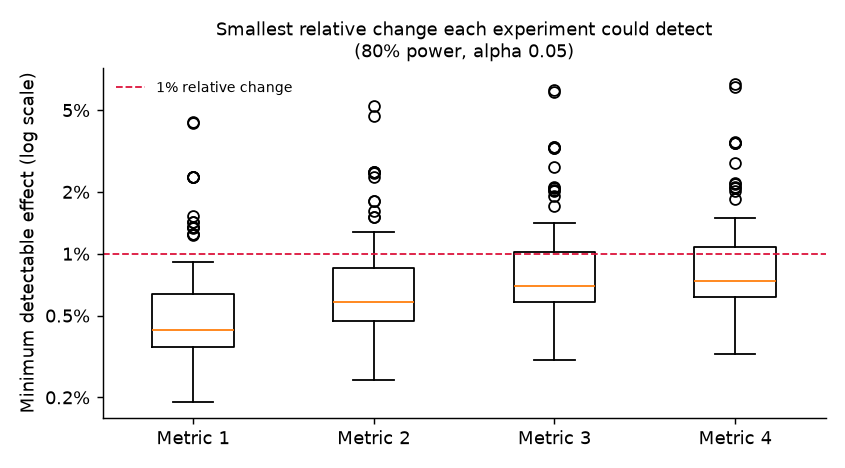 Smallest relative change each experiment could detect
(80% power, alpha 0.05)
Minimum detectable effect (log scale)
1% relative change
5%
2%
1%
0.5%
0.2%
Metric 1
Metric 2
Metric 3
Metric 4